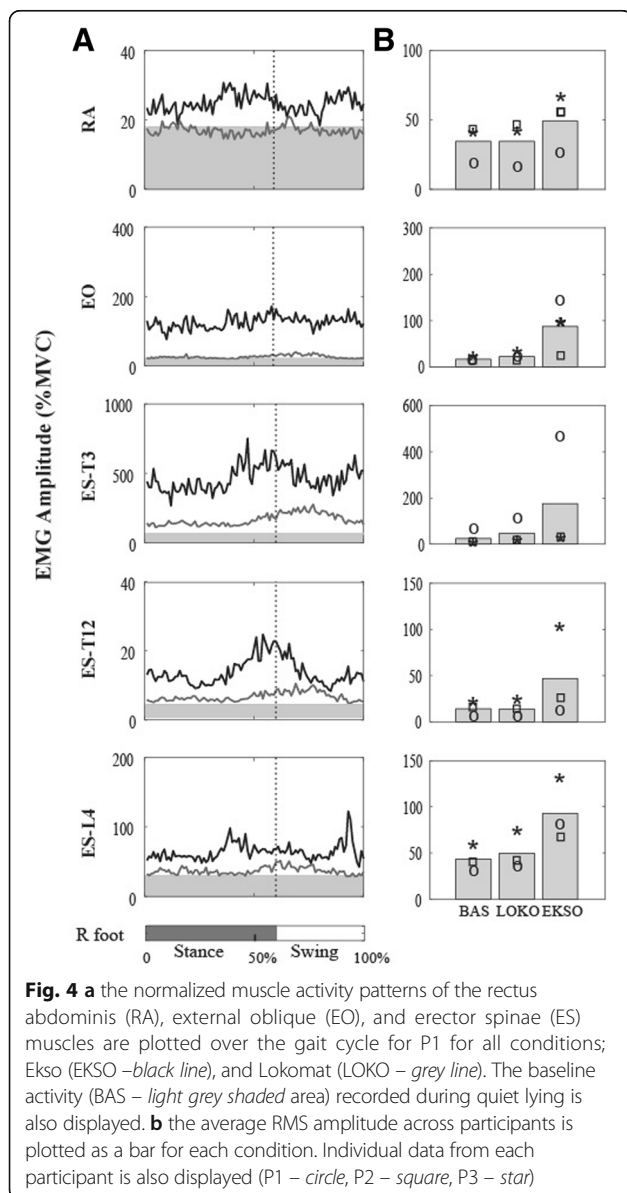 A B
EMG Amplitude (%MVC)
RA
40
20
0
100
50
0
EO
400
200
0
300
200
100
0
ES-T3
1000
500
0
600
400
200
0
ES-T12
40
20
0
150
100
50
0
ES-L4
200
100
0
150
100
50
0
BAS LOKO EKSO
R foot
Stance Swing
0 50% 100%
Fig. 4 a the normalized muscle activity patterns of the rectus
abdominis (RA), external oblique (EO), and erector spinae (ES)
muscles are plotted over the gait cycle for P1 for all conditions;
Ekso (EKSO –black line), and Lokomat (LOKO – grey line). The baseline
activity (BAS – light grey shaded area) recorded during quiet lying is
also displayed. b the average RMS amplitude across participants is
plotted as a bar for each condition. Individual data from each
participant is also displayed (P1 – circle, P2 – square, P3 – star)